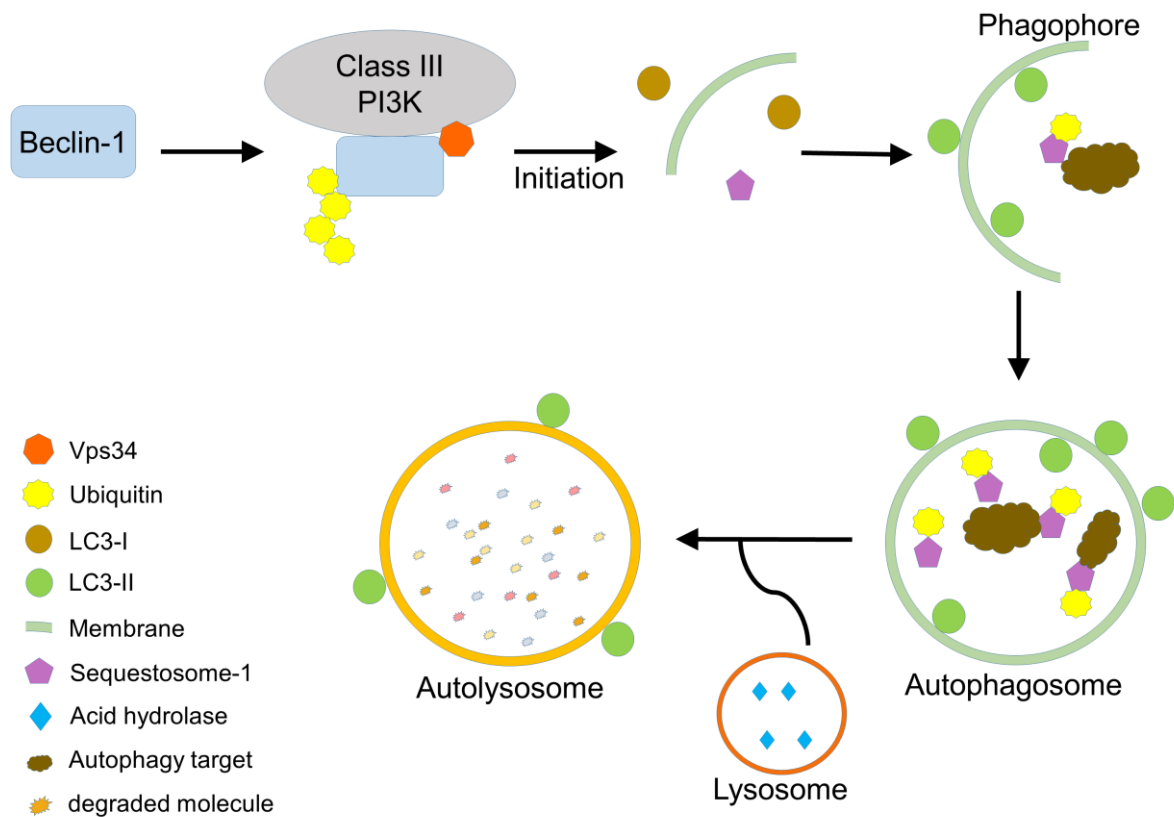 Phagophore
Class III
PI3K
Beclin-1
Initiation
Vps34
Ubiquitin
LC3-I
LC3-II
Membrane
Sequestosome-1
Acid hydrolase
Autophagy target
degraded molecule
Autolysosome
Autophagosome
Lysosome